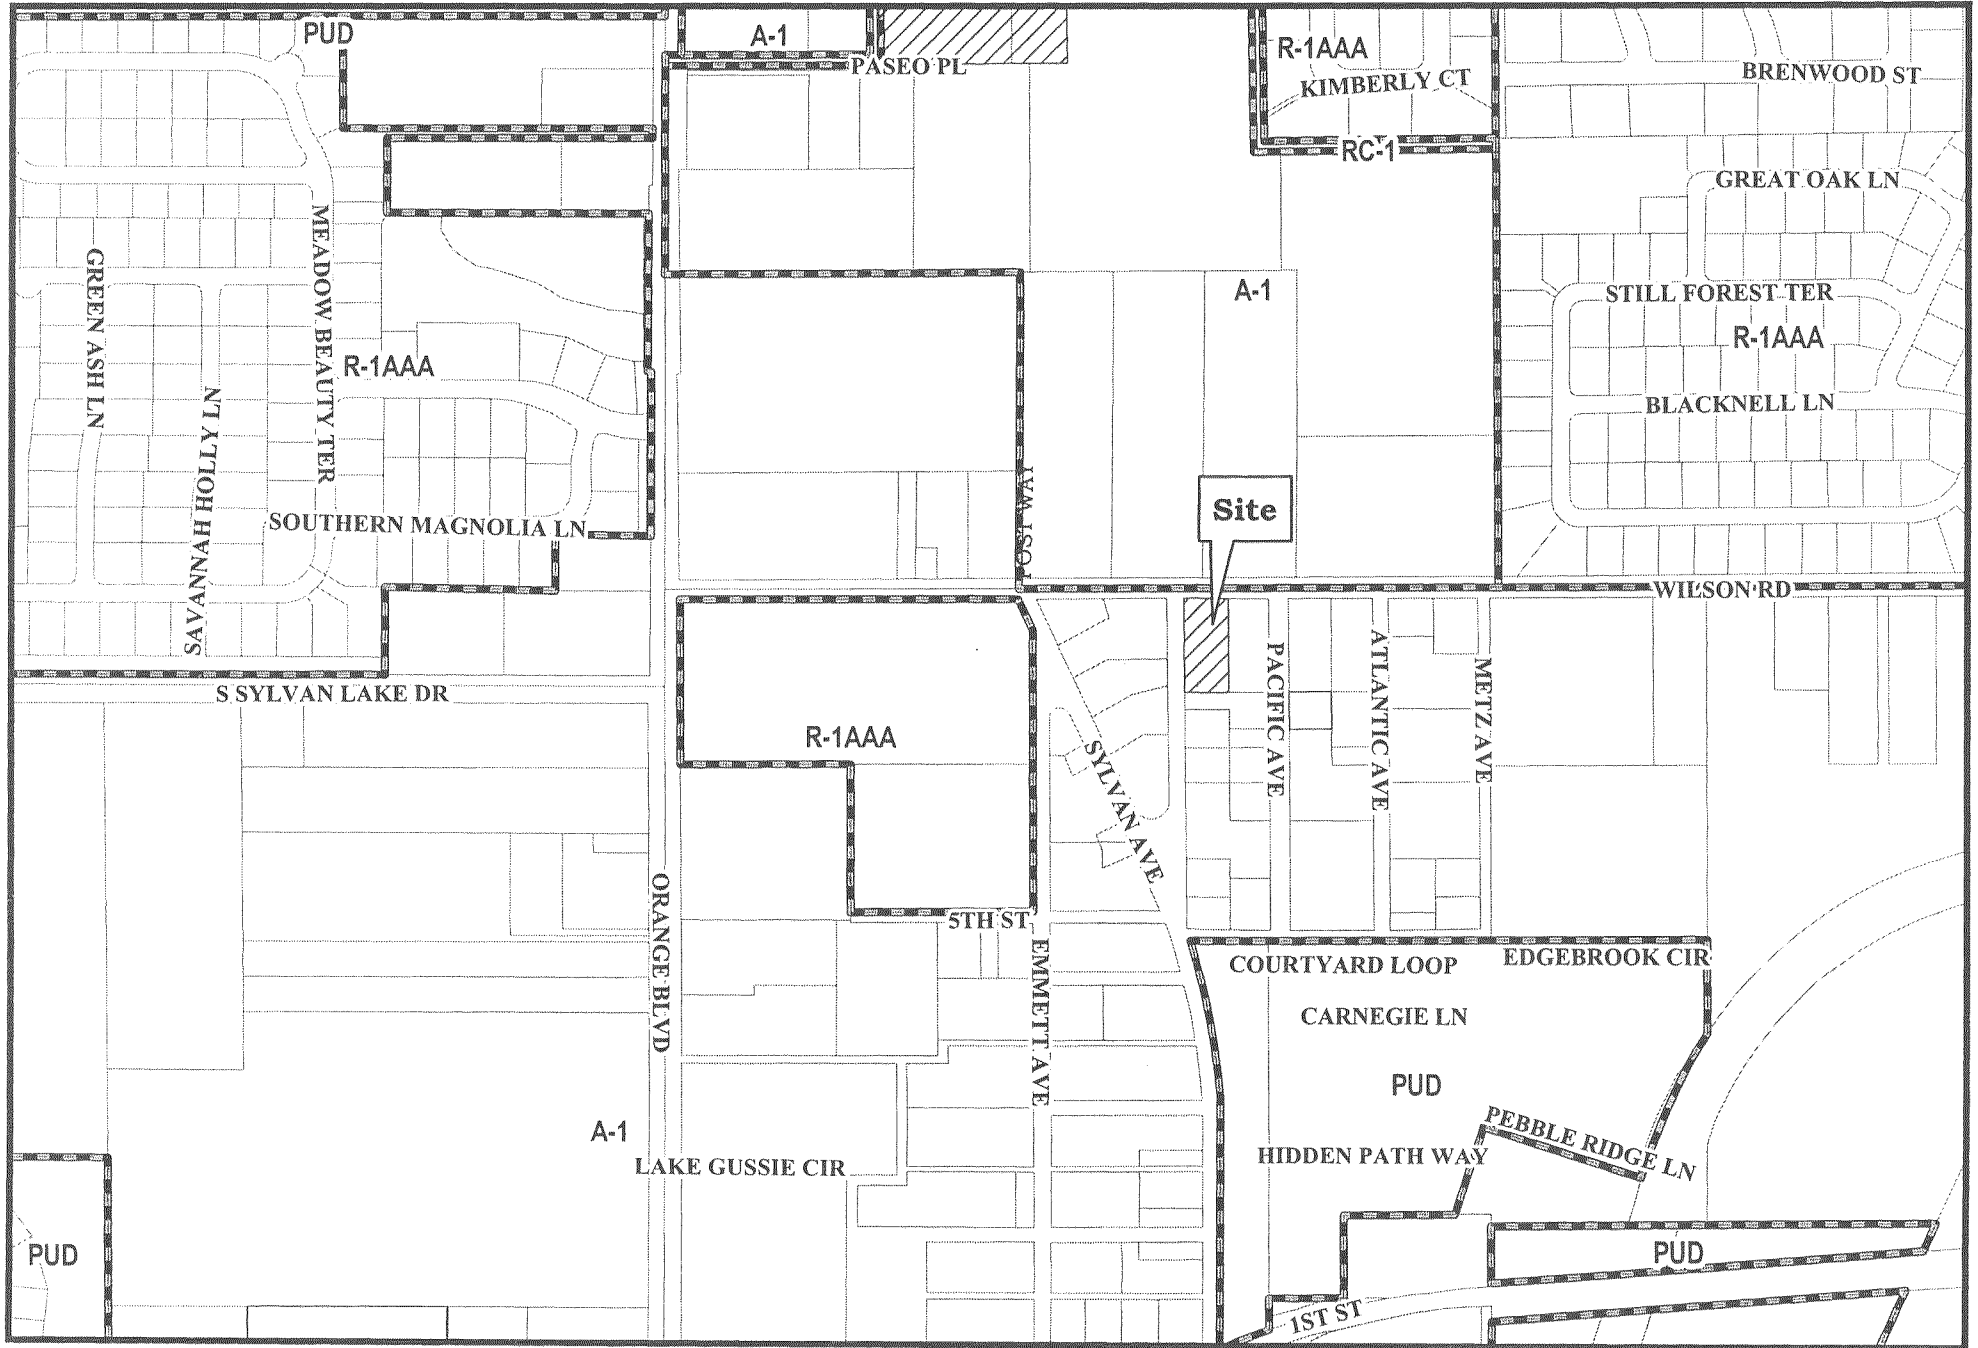 PUD
A-1
PASEO PL
R-1AAA
KIMBERLY CT
BRENWOOD ST
RC-1
GREAT OAK LN
GREEN ASH LN
MEADOW BEAUTY TER
A-1
STILL FOREST TER
R-1AAA
R-1AAA
BLACKNELL LN
SAVANNAH HOLLY LN
POST WAY
Site
SOUTHERN MAGNOLIA LN
WILSON RD
S SYLVAN LAKE DR
PACIFIC AVE
ATLANTIC AVE
METZ AVE
R-1AAA
SYLVAN AVE
ORANGE BLVD
5TH ST
EMMETT AVE
COURTYARD LOOP
EDGEBROOK CIR
CARNEGIE LN
PUD
A-1
PEBBLE RIDGE LN
HIDDEN PATH WAY
LAKE GUSSIE CIR
PUD
PUD
1ST ST